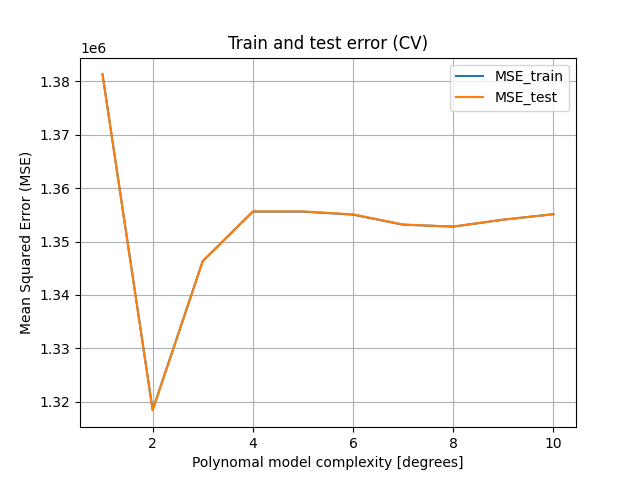 Train and test error (CV)
1e6
MSE_train
MSE_test
1.38
1.37
1.36
1.35
1.34
1.33
1.32
Mean Squared Error (MSE)
2 4 6 8 10
Polynomal model complexity [degrees]